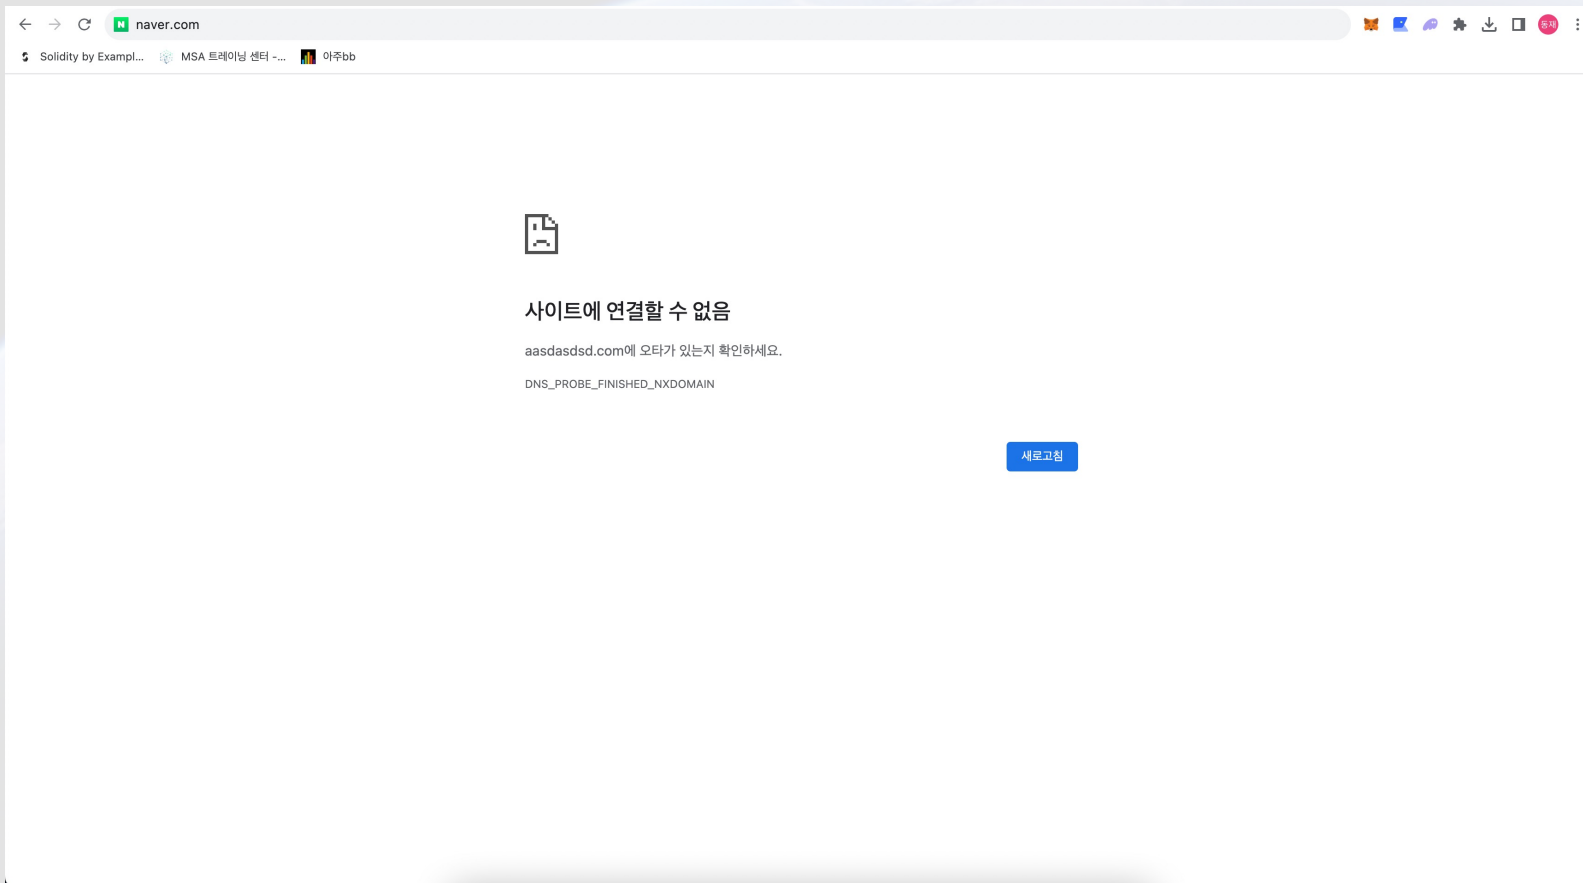 naver.com
동재
Solidity by Exampl... MSA 트레이닝 센터 -... 아주bb
사이트에 연결할 수 없음
aasdasdsd.com에 오타가 있는지 확인하세요.
DNS_PROBE_FINISHED_NXDOMAIN
새로고침